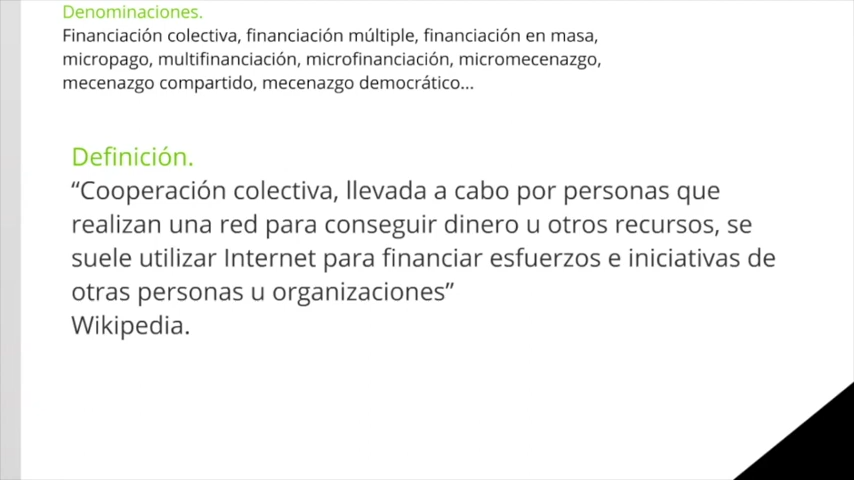 Denominaciones.
Financiación colectiva, financiación múltiple, financiación en masa,
micropago, multifinanciación, microfinanciación, micromecenazgo,
mecenazgo compartido, mecenazgo democrático...
Definición.
“Cooperación colectiva, llevada a cabo por personas que
realizan una red para conseguir dinero u otros recursos, se
suele utilizar Internet para financiar esfuerzos e iniciativas de
otras personas u organizaciones”
Wikipedia.